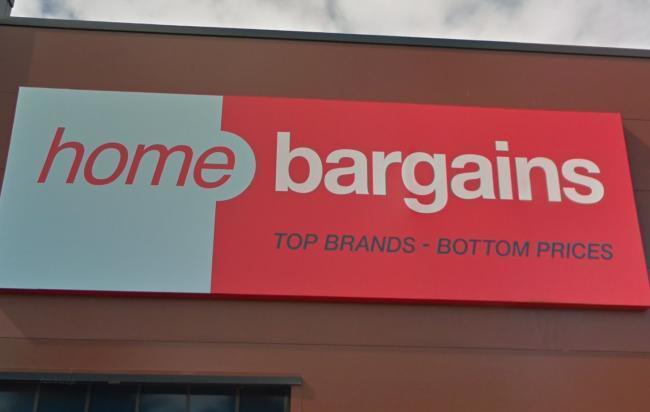 home bargains
TOP BRANDS - BOTTOM PRICES